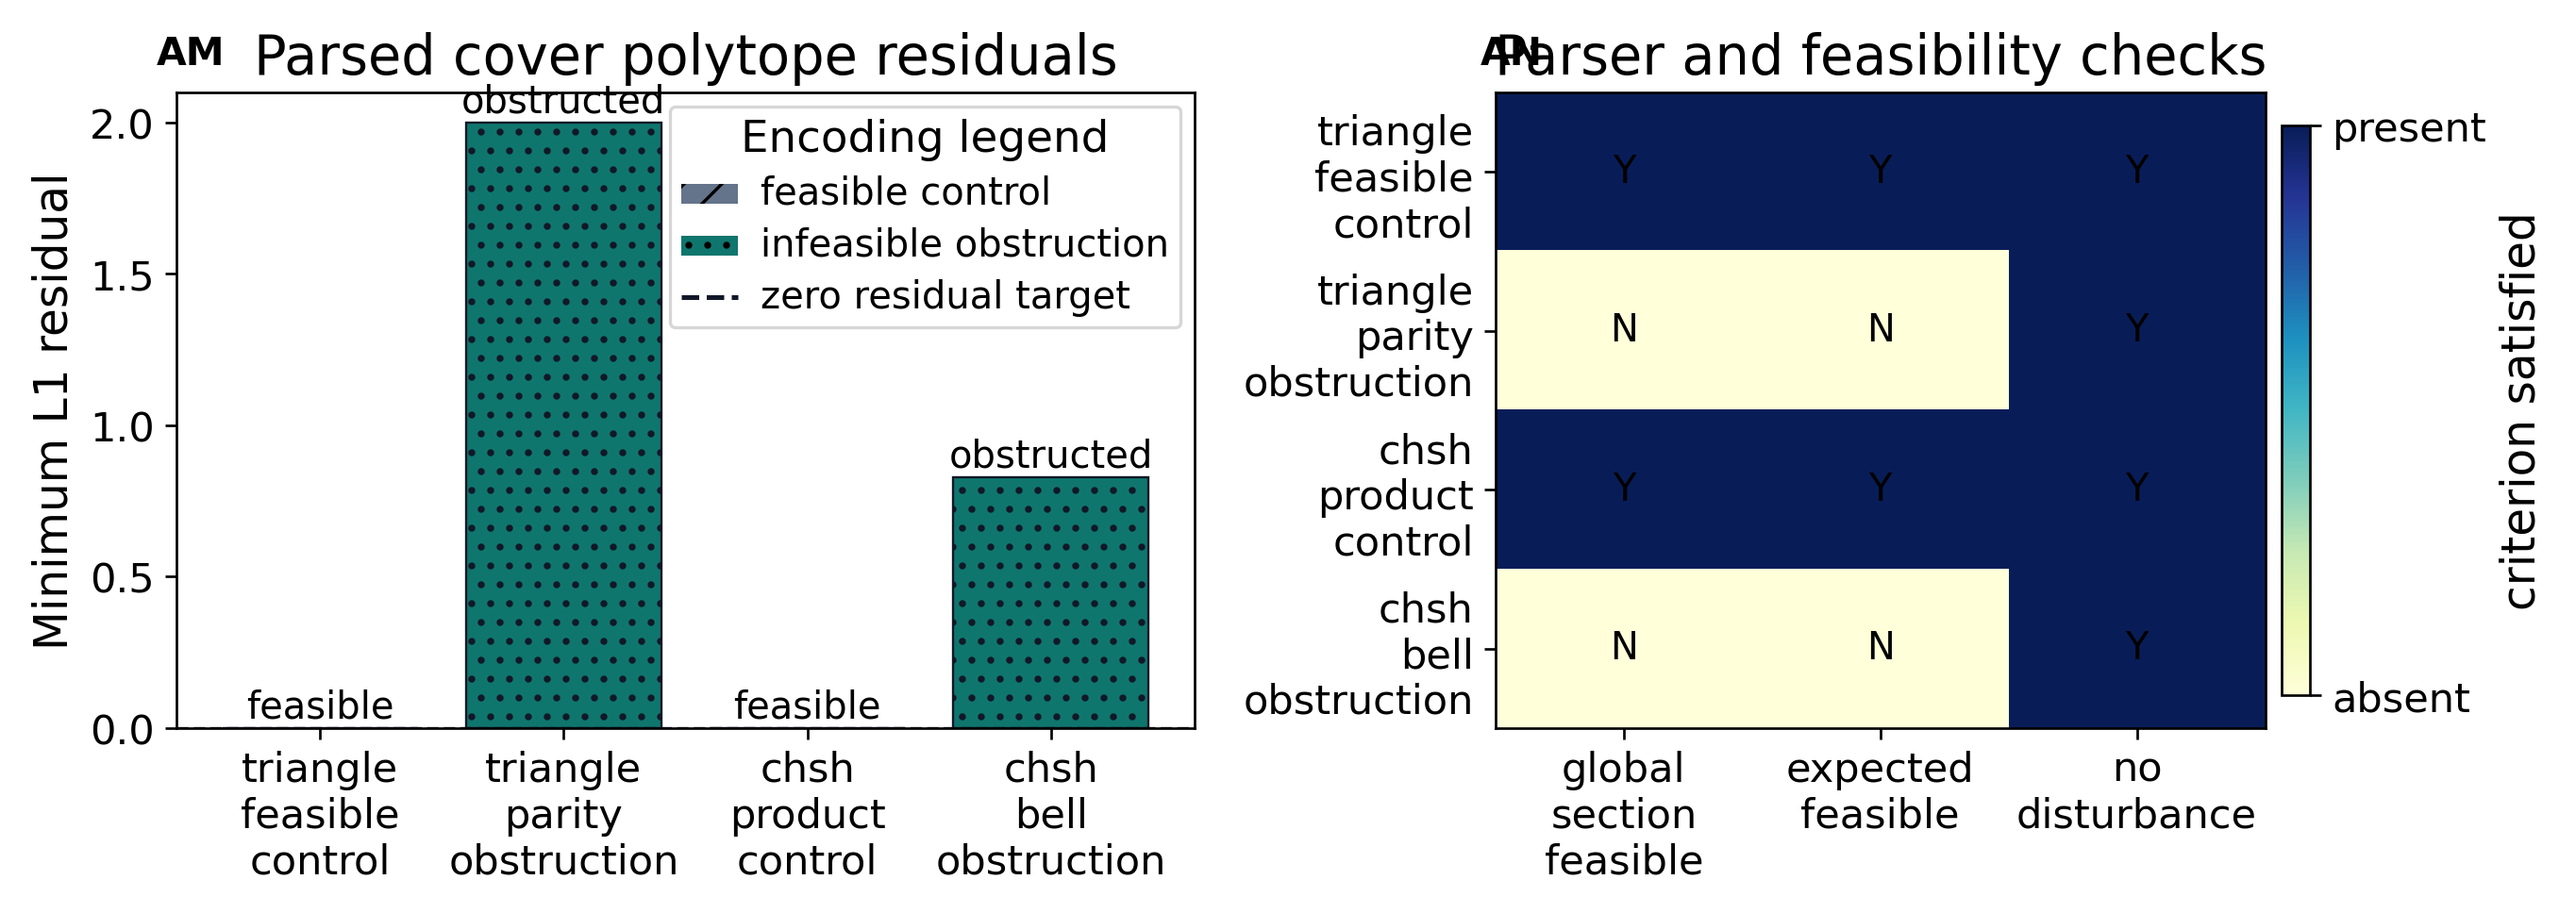 AM
Parsed cover polytope residuals
Minimum L1 residual
2.0
1.5
1.0
0.5
0.0
obstructed
Encoding legend
feasible control
infeasible obstruction
zero residual target
obstructed
feasible
feasible
triangle
feasible
control
triangle
parity
obstruction
chsh
product
control
chsh
bell
obstruction
AN
Parser and feasibility checks
triangle
feasible
control
triangle
parity
obstruction
chsh
product
control
chsh
bell
obstruction
Y Y Y
N N Y
Y Y Y
N N Y
global
section
feasible
expected
feasible
no
disturbance
present
absent
criterion satisfied